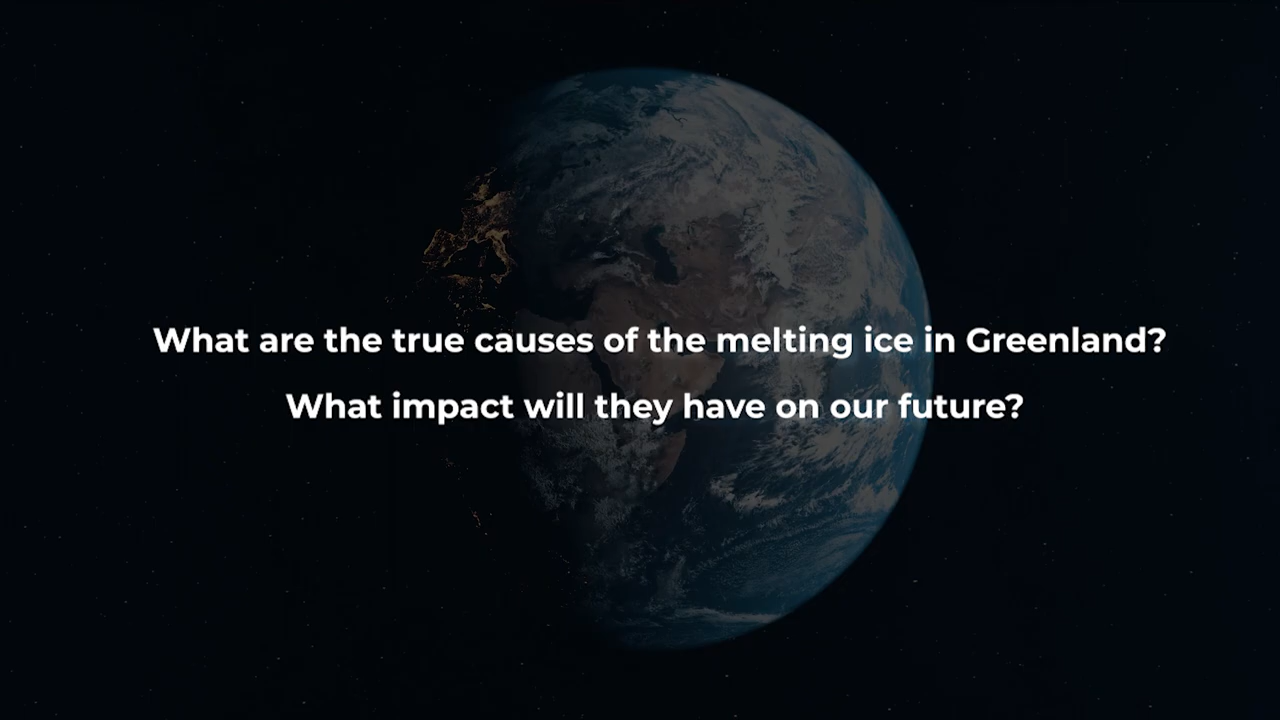 What are the true causes of the melting ice in Greenland?
What impact will they have on our future?